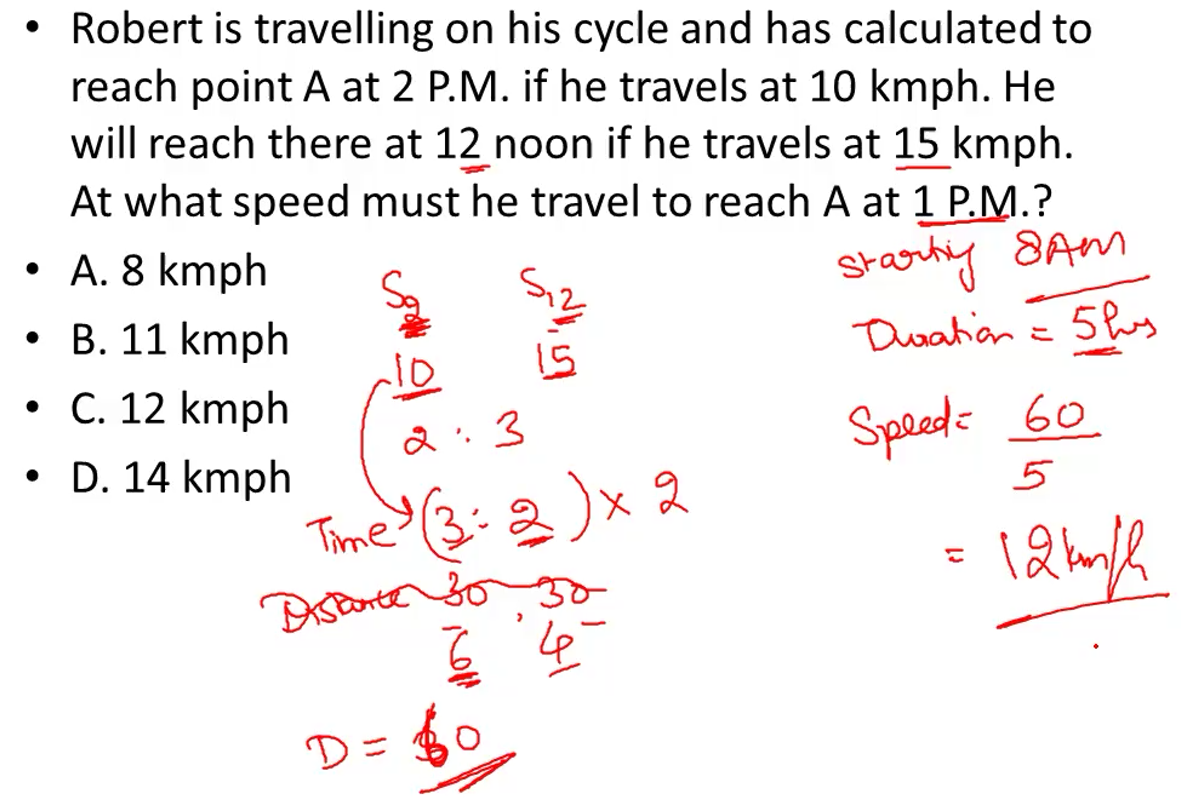 • Robert is travelling on his cycle and has calculated to
reach point A at 2 P.M. if he travels at 10 kmph. He
will reach there at 12 noon if he travels at 15 kmph.
At what speed must he travel to reach A at 1 P.M.?
• A. 8 kmph
• B. 11 kmph
• C. 12 kmph
• D. 14 kmph
S2 S12
10 15
2 : 3
Time (3 : 2) × 2
Distance 30 , 30
6 4
D = 60
Starting 8AM
Duration = 5hrs
Speed = 60
5
= 12km/h